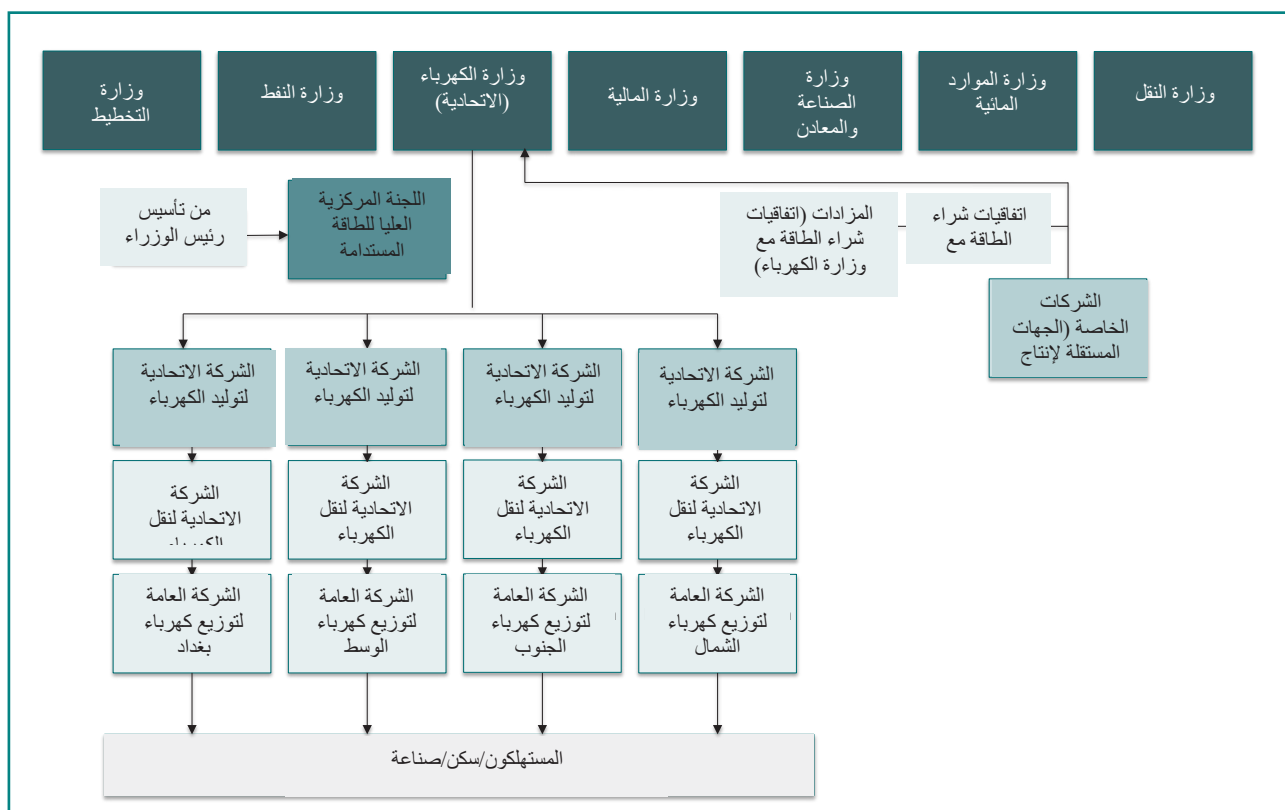 وزارة النقل
وزارة الموارد
المائية
وزارة
الصناعة
والمعادن
وزارة المالية
وزارة الكهرباء
(الاتحادية)
وزارة النفط
وزارة
التخطيط
اتفاقيات شراء
الطاقة مع
المزادات (اتفاقيات
شراء الطاقة مع
وزارة الكهرباء)
اللجنة المركزية
العليا للطاقة
المستدامة
من تأسيس
رئيس الوزراء
الشركات
الخاصة (الجهات
المستقلة لإنتاج
الشركة الاتحادية
لتوليد الكهرباء
الشركة الاتحادية
لتوليد الكهرباء
الشركة الاتحادية
لتوليد الكهرباء
الشركة الاتحادية
لتوليد الكهرباء
الشركة
الاتحادية لنقل
الكهرباء
الشركة
الاتحادية لنقل
الكهرباء
الشركة
الاتحادية لنقل
الكهرباء
الشركة
الاتحادية لنقل
الكهرباء
الشركة العامة
لتوزيع كهرباء
الشمال
الشركة العامة
لتوزيع كهرباء
الجنوب
الشركة العامة
لتوزيع كهرباء
الوسط
الشركة العامة
لتوزيع كهرباء
بغداد
المستهلكون/سكن/صناعة